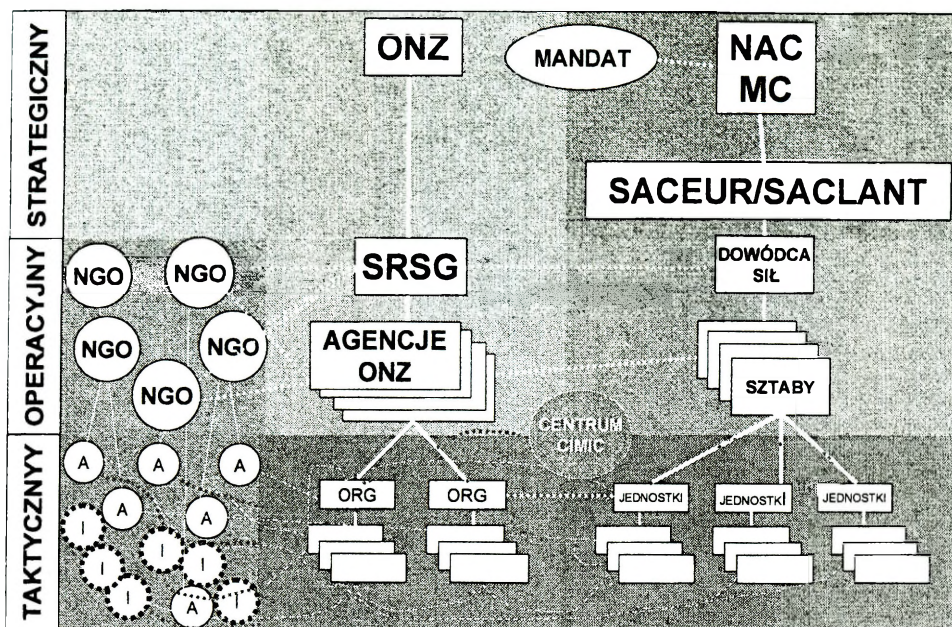 STRATEGICZNY
ONZ
MANDAT
NAC
MC
SACEUR/SACLANT
OPERACYJNY
NGO
NGO
NGO
NGO
NGO
SRSG
DOWÓDCA
SIŁ
AGENCJE
ONZ
SZTABY
CENTRUM
CIMIC
TAKTYCZNYY
A
A
A
A
A
I
I
I
I
I
I
A
ORG
ORG
JEDNOSTKI
JEDNOSTKI
JEDNOSTKI